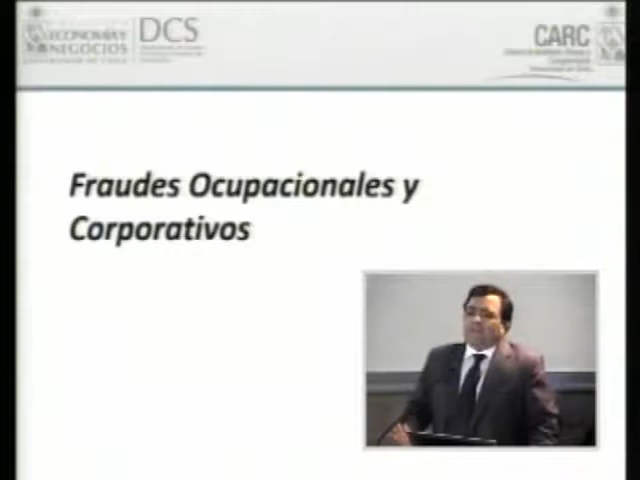 ECONOMÍA Y
NEGOCIOS
DCS
CARC
Fraudes Ocupacionales y
Corporativos